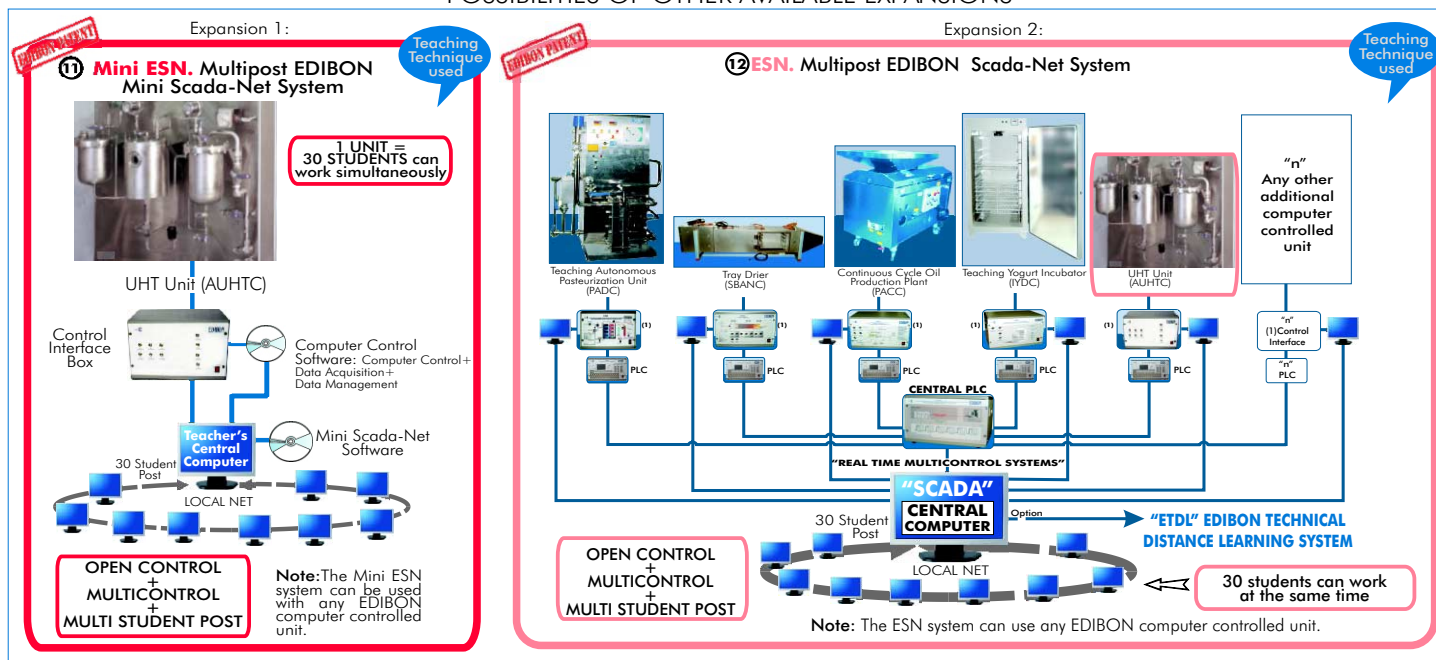 POSSIBILITIES OF OTHER AVAILABLE EXPANSIONS
Expansion 1:
EDIBON PATENT
Teaching
Technique
used
11 Mini ESN. Multipost EDIBON
Mini Scada-Net System
1 UNIT =
30 STUDENTS can
work simultaneously
UHT Unit (AUHTC)
Control
Interface
Box
Computer Control
Software: Computer Control+
Data Acquisition+
Data Management
Teacher's
Central
Computer
Mini Scada-Net
Software
30 Student
Post
LOCAL NET
OPEN CONTROL
+
MULTICONTROL
+
MULTI STUDENT POST
Note:The Mini ESN
system can be used
with any EDIBON
computer controlled
unit.
Expansion 2:
EDIBON PATENT
Teaching
Technique
used
12 ESN. Multipost EDIBON Scada-Net System
Teaching Autonomous
Pasteurization Unit
(PADC)
Tray Drier
(SBANC)
Continuous Cycle Oil
Production Plant
(PACC)
Teaching Yogurt Incubator
(IYDC)
UHT Unit
(AUHTC)
"n"
Any other
additional
computer
controlled
unit
(1)
(1)
(1)
(1)
(1)
"n"
(1)Control
Interface
PLC
PLC
PLC
PLC
PLC
"n"
PLC
CENTRAL PLC
"REAL TIME MULTICONTROL SYSTEMS"
"SCADA"
CENTRAL
COMPUTER
Option
"ETDL" EDIBON TECHNICAL
DISTANCE LEARNING SYSTEM
30 Student
Post
LOCAL NET
OPEN CONTROL
+
MULTICONTROL
+
MULTI STUDENT POST
30 students can work
at the same time
Note: The ESN system can use any EDIBON computer controlled unit.